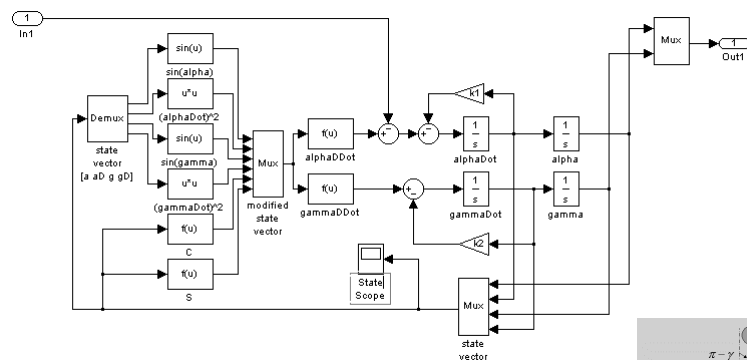 1
In1
sin(u)
sin(alpha)
u*u
(alphaDot)^2
sin(u)
sin(gamma)
u*u
(gammaDot)^2
f(u)
C
f(u)
S
Demux
state
vector
[a aD g gD]
Mux
modified
state
vector
f(u)
alphaDDot
f(u)
gammaDDot
k1
1
s
alphaDot
1
s
alpha
1
s
gammaDot
1
s
gamma
k2
State
Scope
Mux
state
vector
Mux
1
Out1
π − γ